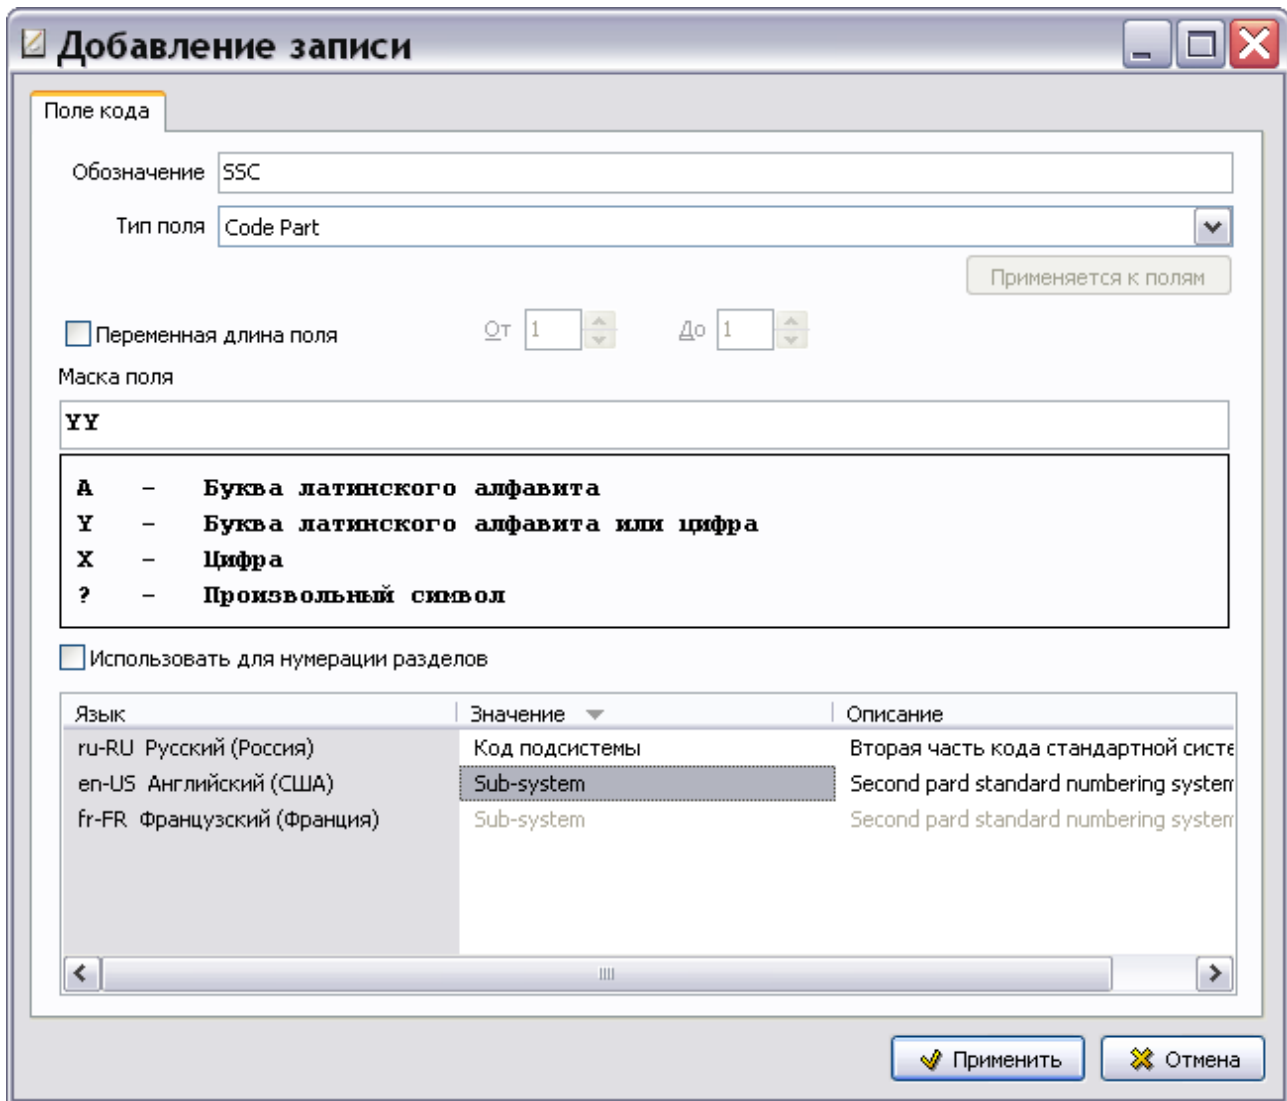 Добавление записи
Поле кода
Обозначение SSC
Тип поля Code Part
Применяется к полям
Переменная длина поля От 1 До 1
Маска поля
YY
A – Буква латинского алфавита
Y – Буква латинского алфавита или цифра
X – Цифра
? – Произвольный символ
Использовать для нумерации разделов
Язык Значение Описание
ru-RU Русский (Россия) Код подсистемы Вторая часть кода стандартной систе
en-US Английский (США) Sub-system Second pard standard numbering system
fr-FR Французский (Франция) Sub-system Second pard standard numbering system
Применить Отмена